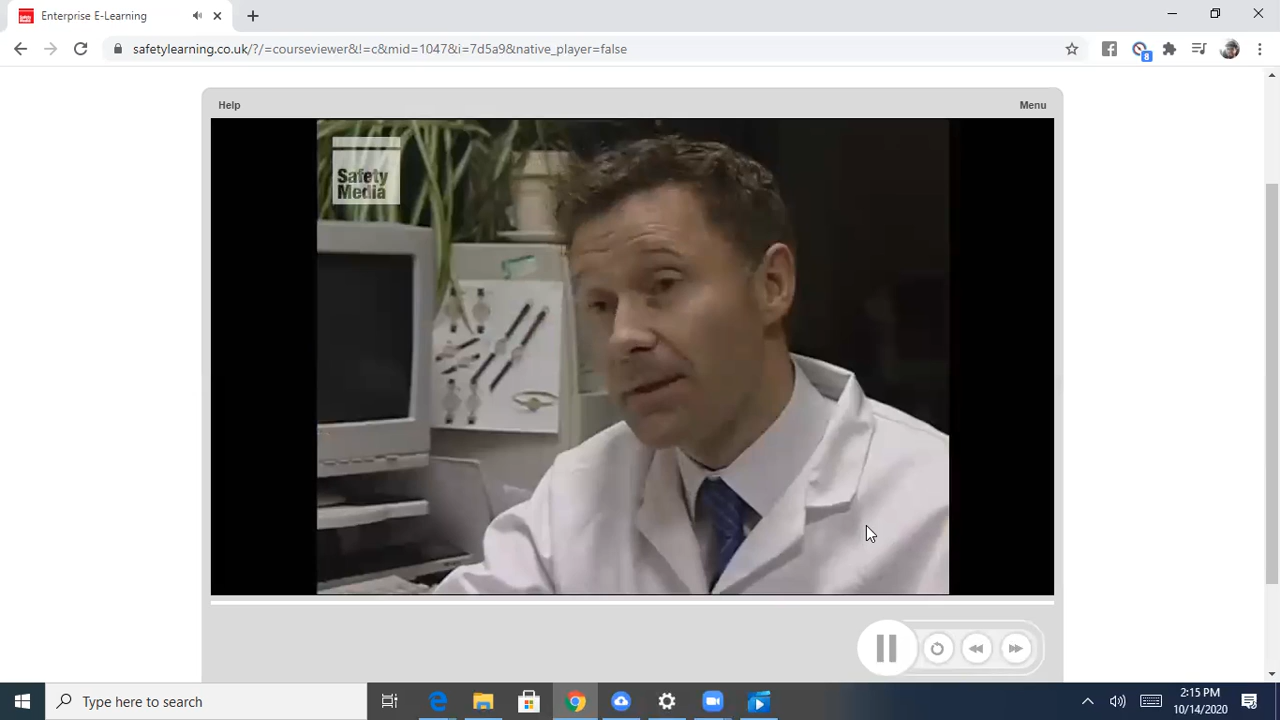 Enterprise E-Learning
safetylearning.co.uk/?/=courseviewer&!=c&mid=1047&i=7d5a9&native_player=false
8
Help
Menu
Safety
Media
Type here to search
2:15 PM
10/14/2020